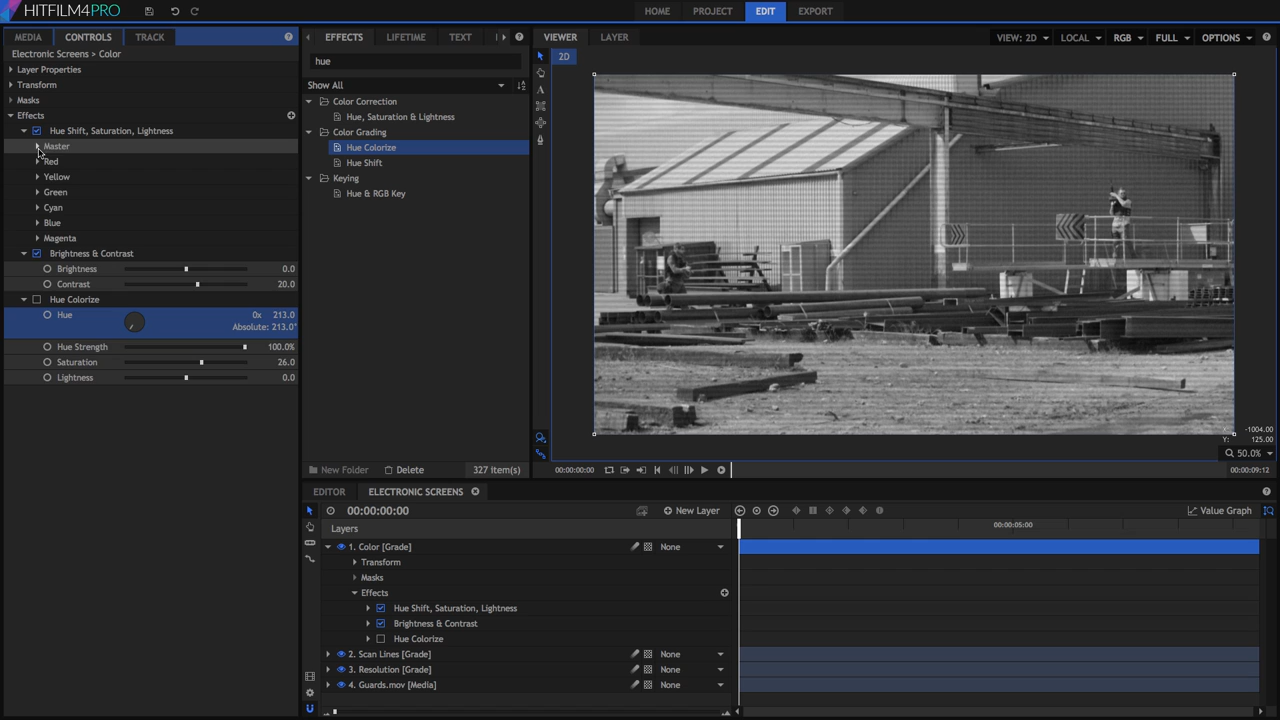 HITFILM4PRO
HOME
PROJECT
EDIT
EXPORT
MEDIA
CONTROLS
TRACK
Electronic Screens > Color
Layer Properties
Transform
Masks
Effects
Hue Shift, Saturation, Lightness
Master
Red
Yellow
Green
Cyan
Blue
Magenta
Brightness & Contrast
Brightness 0.0
Contrast 20.0
Hue Colorize
Hue 0x 213.0
Absolute: 213.0°
Hue Strength 100.0%
Saturation 26.0
Lightness 0.0
EFFECTS
LIFETIME
TEXT
hue
Show All
Color Correction
Hue, Saturation & Lightness
Color Grading
Hue Colorize
Hue Shift
Keying
Hue & RGB Key
New Folder
Delete
327 Item(s)
VIEWER
LAYER
VIEW: 2D
LOCAL
RGB
FULL
OPTIONS
2D
A
X: -1004.00
Y: 125.00
50.0%
00:00:00:00
00:00:09:12
EDITOR
ELECTRONIC SCREENS
00:00:00:00
New Layer
Value Graph
Layers
00:00:05:00
1. Color [Grade] None
Transform
Masks
Effects
Hue Shift, Saturation, Lightness
Brightness & Contrast
Hue Colorize
2. Scan Lines [Grade] None
3. Resolution [Grade] None
4. Guards.mov [Media] None